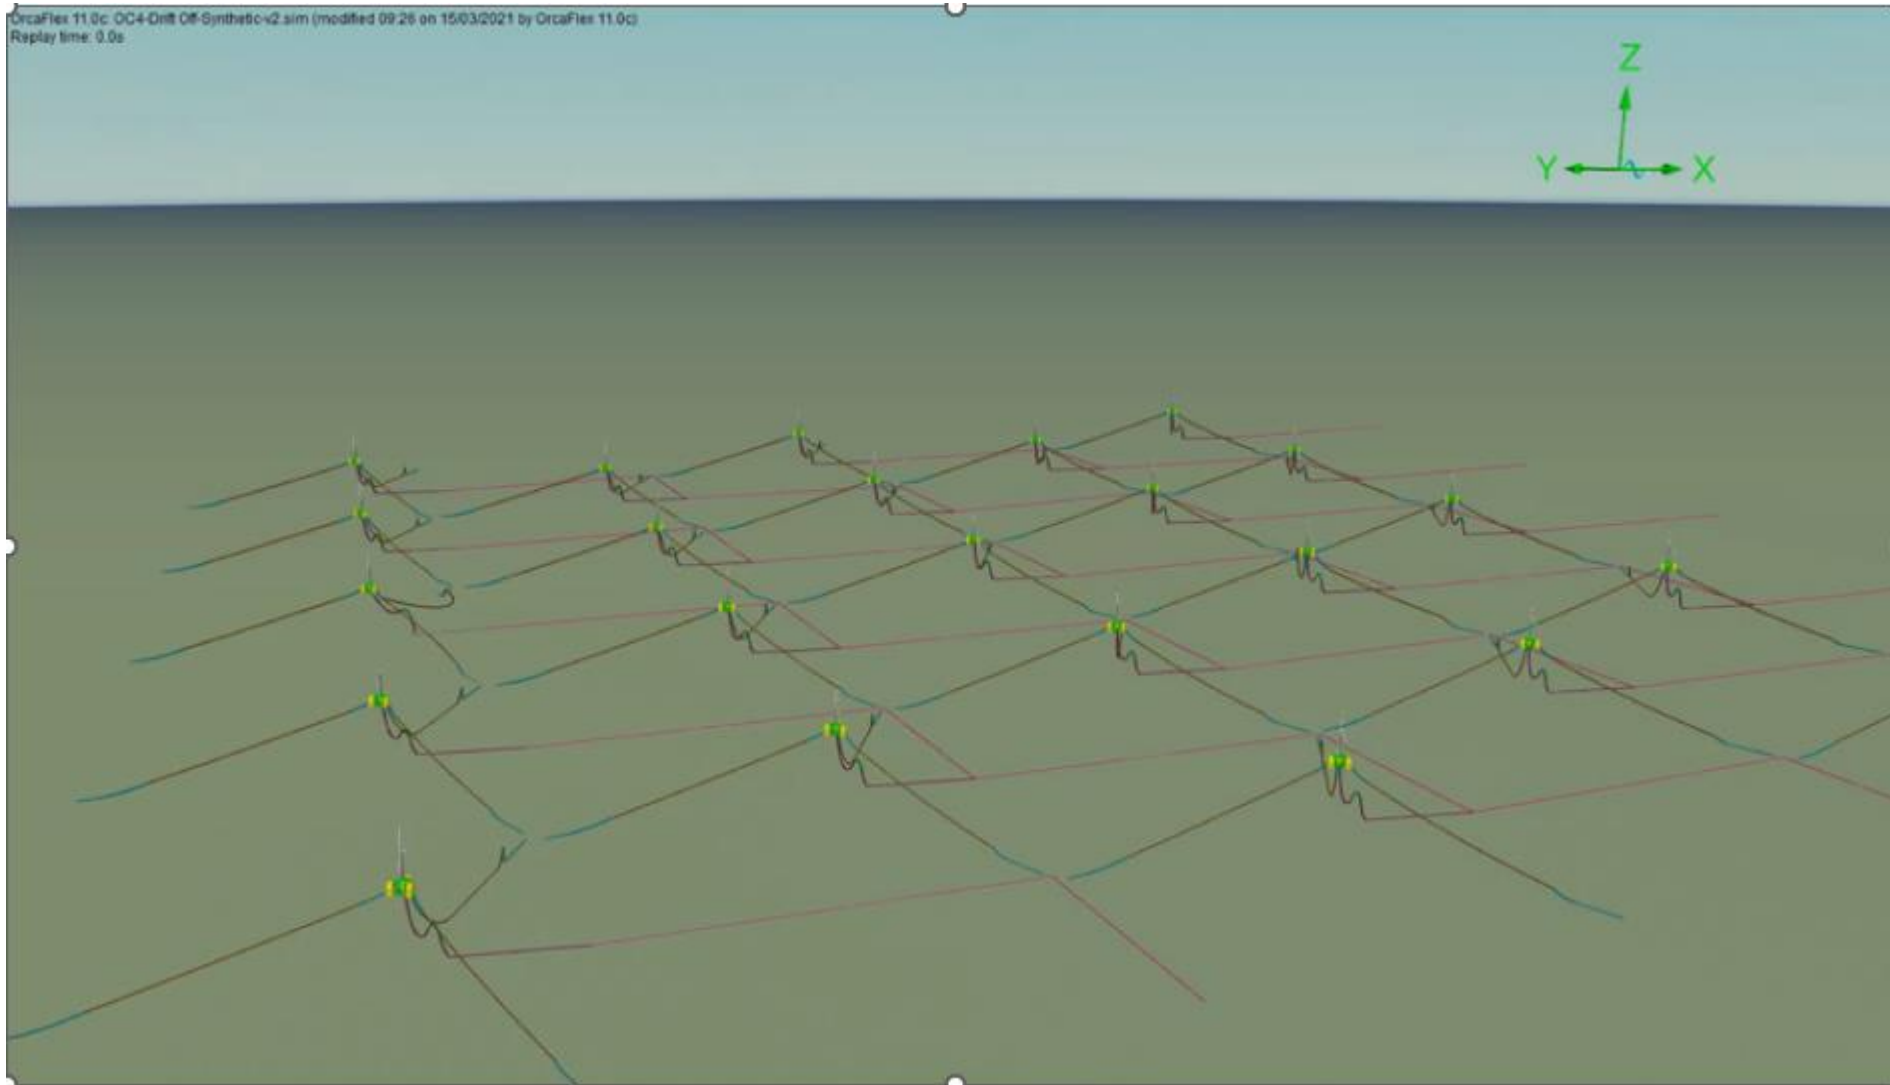 OrcaFlex 11.0c: OC4-Drift Off-Synthetic-v2.sim (modified 09:26 on 15/03/2021 by OrcaFlex 11.0c)
Replay time: 0.0s
Z
Y X